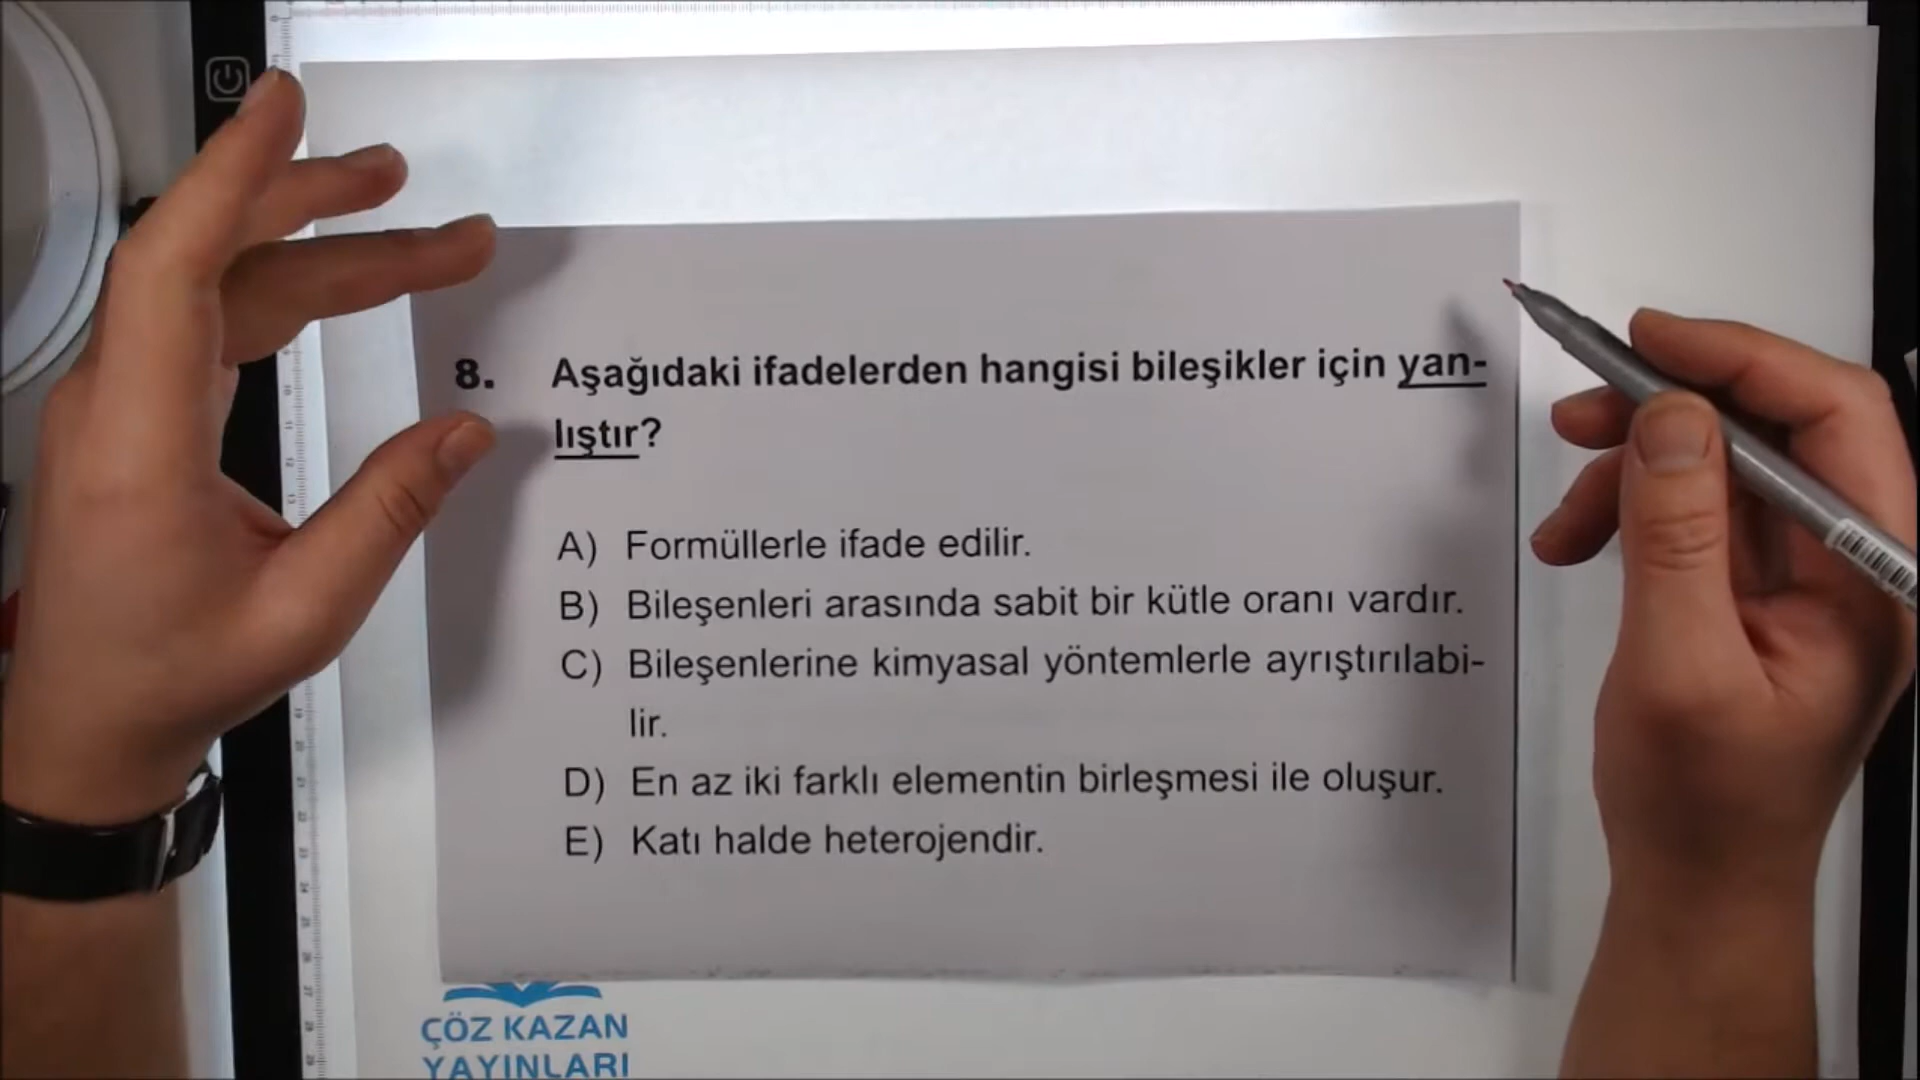 8. Aşağıdaki ifadelerden hangisi bileşikler için yan-
lıştır?
A) Formüllerle ifade edilir.
B) Bileşenleri arasında sabit bir kütle oranı vardır.
C) Bileşenlerine kimyasal yöntemlerle ayrıştırılabi-
lir.
D) En az iki farklı elementin birleşmesi ile oluşur.
E) Katı halde heterojendir.
ÇÖZ KAZAN
YAYINLARI